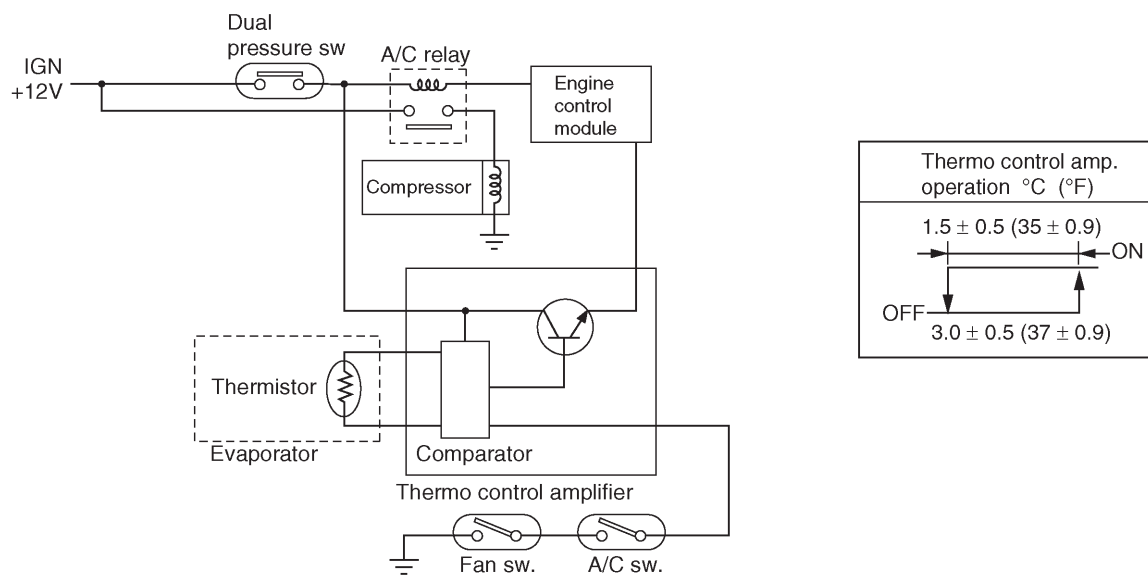 Dual
pressure sw
A/C relay
IGN
+12V
Engine
control
module
Compressor
Thermistor
Evaporator
Comparator
Thermo control amplifier
Fan sw.
A/C sw.
Thermo control amp.
operation °C (°F)
1.5 ± 0.5 (35 ± 0.9)
ON
OFF
3.0 ± 0.5 (37 ± 0.9)